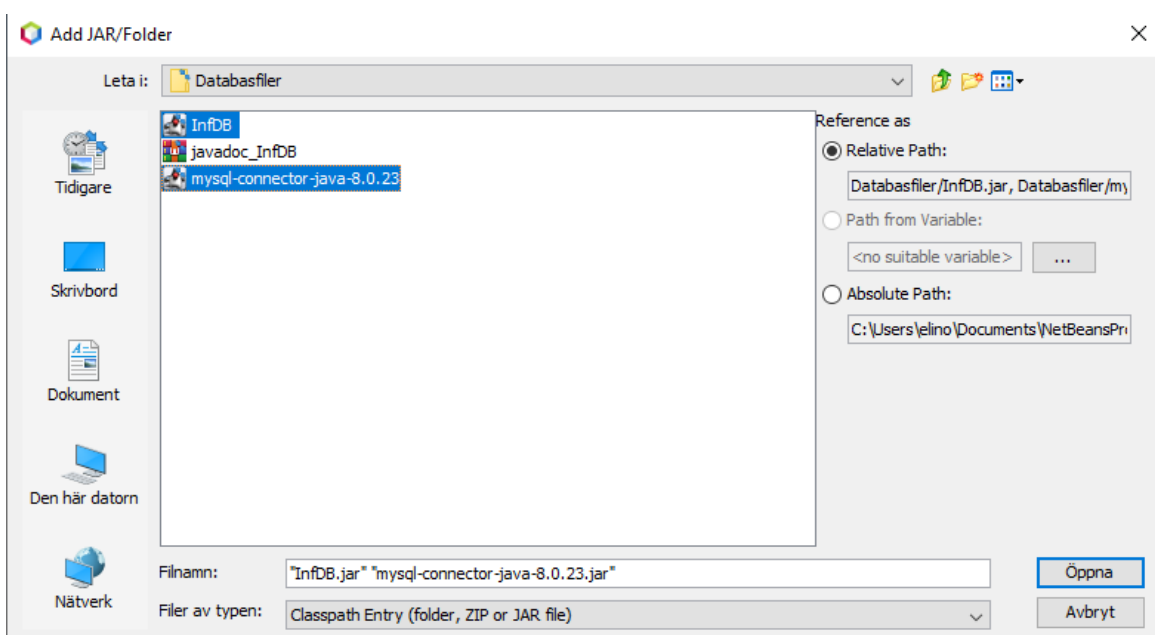 Add JAR/Folder
Leta i:
Databasfiler
Tidigare
Skrivbord
Dokument
Den här datorn
Nätverk
InfDB
javadoc_InfDB
mysql-connector-java-8.0.23
Reference as
Relative Path:
Databasfiler/InfDB.jar, Databasfiler/my
Path from Variable:
<no suitable variable>
...
Absolute Path:
C:\Users\elino\Documents\NetBeansPr
Filnamn:
"InfDB.jar" "mysql-connector-java-8.0.23.jar"
Öppna
Filer av typen:
Classpath Entry (folder, ZIP or JAR file)
Avbryt